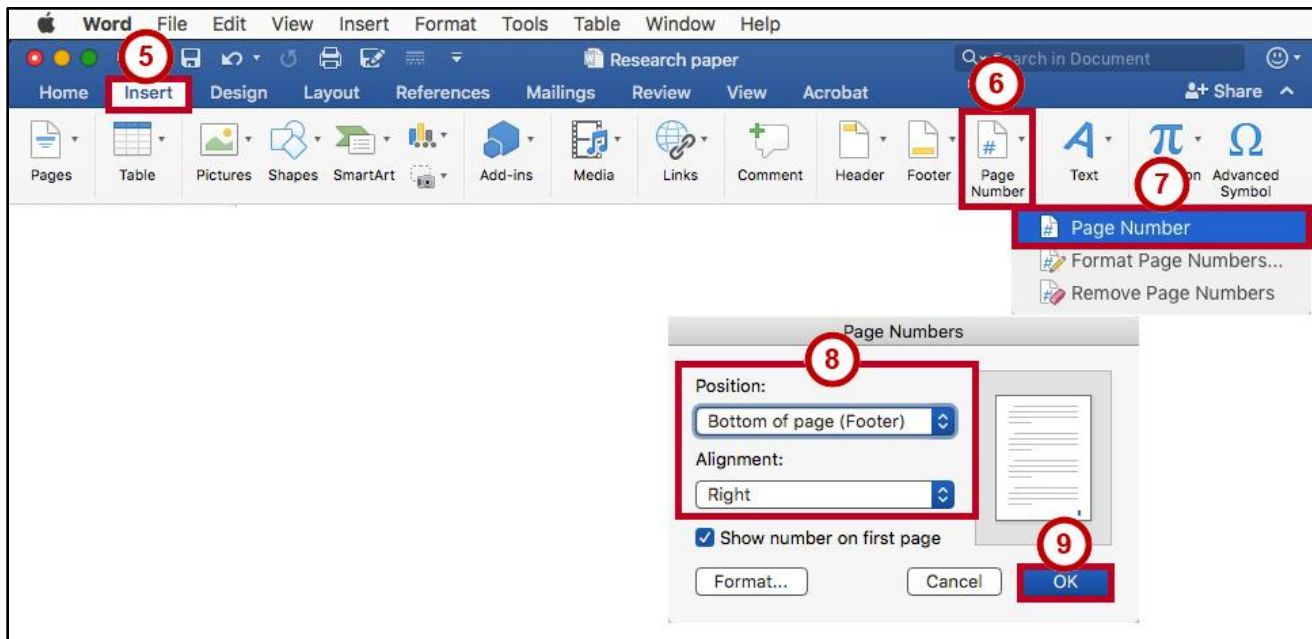 Word File Edit View Insert Format Tools Table Window Help
5
Research paper
Search in Document
6
Home Insert Design Layout References Mailings Review View Acrobat
Share
Pages Table Pictures Shapes SmartArt Add-ins Media Links Comment Header Footer Page Number Text Advanced Symbol
7
Page Number
Format Page Numbers...
Remove Page Numbers
Page Numbers
8
Position:
Bottom of page (Footer)
Alignment:
Right
Show number on first page
9
Format... Cancel OK